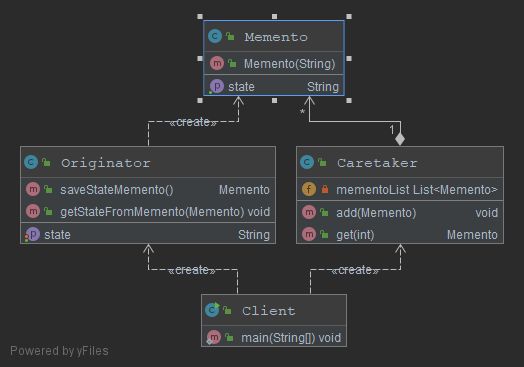 Memento
Memento(String)
state String
«create»
* 1
Originator
saveStateMemento() Memento
getStateFromMemento(Memento) void
state String
Caretaker
mementoList List<Memento>
add(Memento) void
get(int) Memento
«create» «create»
Client
main(String[]) void
Powered by yFiles